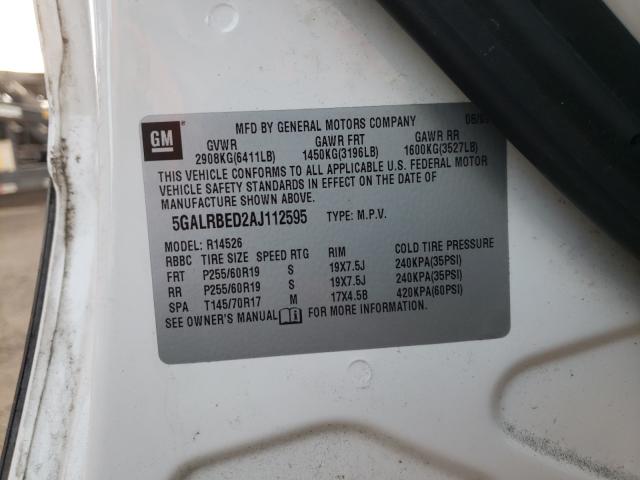 GM
MFD BY GENERAL MOTORS COMPANY
GVWR GAWR FRT GAWR RR
2908KG(6411LB) 1450KG(3196LB) 1600KG(3527LB)
THIS VEHICLE CONFORMS TO ALL APPLICABLE U.S. FEDERAL MOTOR
VEHICLE SAFETY STANDARDS IN EFFECT ON THE DATE OF
MANUFACTURE SHOWN ABOVE.
5GALRBED2AJ112595 TYPE: M.P.V.
MODEL: R14526
RBBC TIRE SIZE SPEED RTG RIM COLD TIRE PRESSURE
FRT P255/60R19 S 19X7.5J 240KPA(35PSI)
RR P255/60R19 S 19X7.5J 240KPA(35PSI)
SPA T145/70R17 M 17X4.5B 420KPA(60PSI)
SEE OWNER'S MANUAL FOR ADDITIONAL INFORMATION.